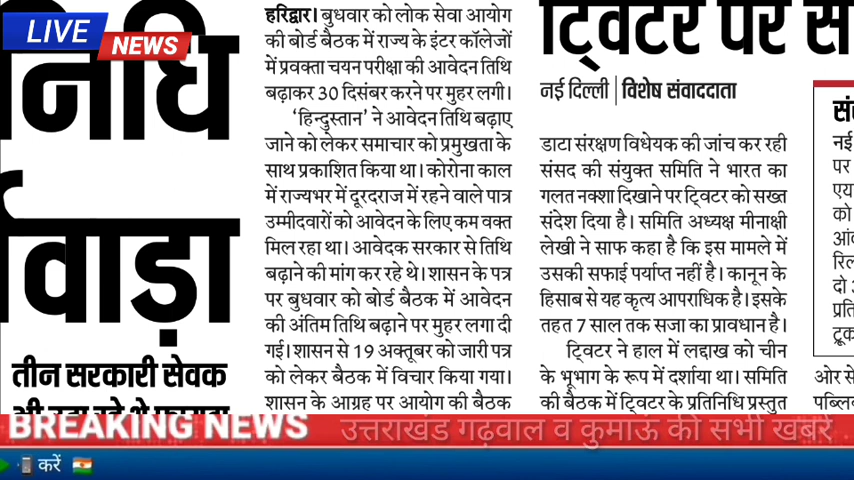 LIVE
NEWS
निधि
वाड़ा
तीन सरकारी सेवक
हरिद्वार। बुधवार को लोक सेवा आयोग
की बोर्ड बैठक में राज्य के इंटर कॉलेजों
में प्रवक्ता चयन परीक्षा की आवेदन तिथि
बढ़ाकर 30 दिसंबर करने पर मुहर लगी।
‘हिन्दुस्तान’ ने आवेदन तिथि बढ़ाए
जाने को लेकर समाचार को प्रमुखता के
साथ प्रकाशित किया था। कोरोना काल
में राज्यभर में दूरदराज में रहने वाले पात्र
उम्मीदवारों को आवेदन के लिए कम वक्त
मिल रहा था। आवेदक सरकार से तिथि
बढ़ाने की मांग कर रहे थे। शासन के पत्र
पर बुधवार को बोर्ड बैठक में आवेदन
की अंतिम तिथि बढ़ाने पर मुहर लगा दी
गई। शासन से 19 अक्तूबर को जारी पत्र
को लेकर बैठक में विचार किया गया।
शासन के आग्रह पर आयोग की बैठक
ट्विटर पर स
नई दिल्ली | विशेष संवाददाता
डाटा संरक्षण विधेयक की जांच कर रही
संसद की संयुक्त समिति ने भारत का
गलत नक्शा दिखाने पर ट्विटर को सख्त
संदेश दिया है। समिति अध्यक्ष मीनाक्षी
लेखी ने साफ कहा है कि इस मामले में
उसकी सफाई पर्याप्त नहीं है। कानून के
हिसाब से यह कृत्य आपराधिक है। इसके
तहत 7 साल तक सजा का प्रावधान है।
ट्विटर ने हाल में लद्दाख को चीन
के भूभाग के रूप में दर्शाया था। समिति
की बैठक में ट्विटर के प्रतिनिधि प्रस्तुत
नई
पर
एय
को
रिल
दो
प्रति
ट्रूक
ओर से
पब्लि
BREAKING NEWS
उत्तराखंड गढ़वाल व कुमाऊं की सभी खबरें
करें